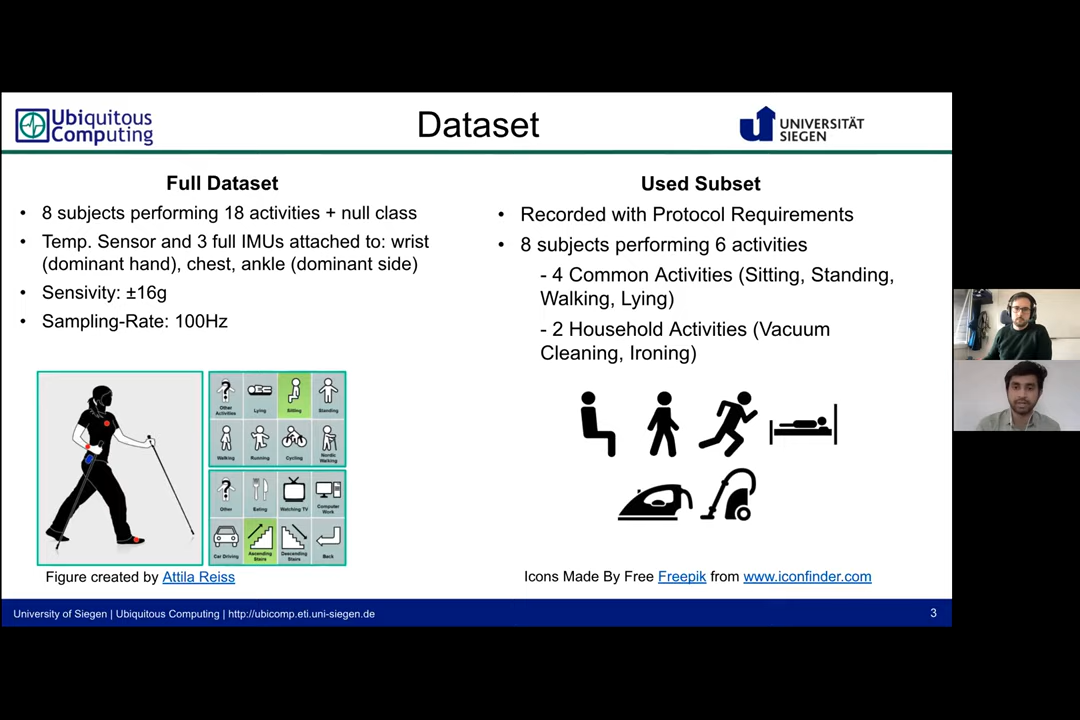 Ubiquitous
Computing
Dataset
UNIVERSITÄT
SIEGEN
Full Dataset
• 8 subjects performing 18 activities + null class
• Temp. Sensor and 3 full IMUs attached to: wrist
(dominant hand), chest, ankle (dominant side)
• Sensivity: ±16g
• Sampling-Rate: 100Hz
Other
Activities
Lying
Sitting
Standing
Walking
Running
Cycling
Nordic
Walking
Other
Eating
Watching TV
Computer
Work
Car Driving
Ascending
Stairs
Descending
Stairs
Back
Figure created by Attila Reiss
Used Subset
• Recorded with Protocol Requirements
• 8 subjects performing 6 activities
- 4 Common Activities (Sitting, Standing,
Walking, Lying)
- 2 Household Activities (Vacuum
Cleaning, Ironing)
Icons Made By Free Freepik from www.iconfinder.com
University of Siegen | Ubiquitous Computing | http://ubicomp.eti.uni-siegen.de
3